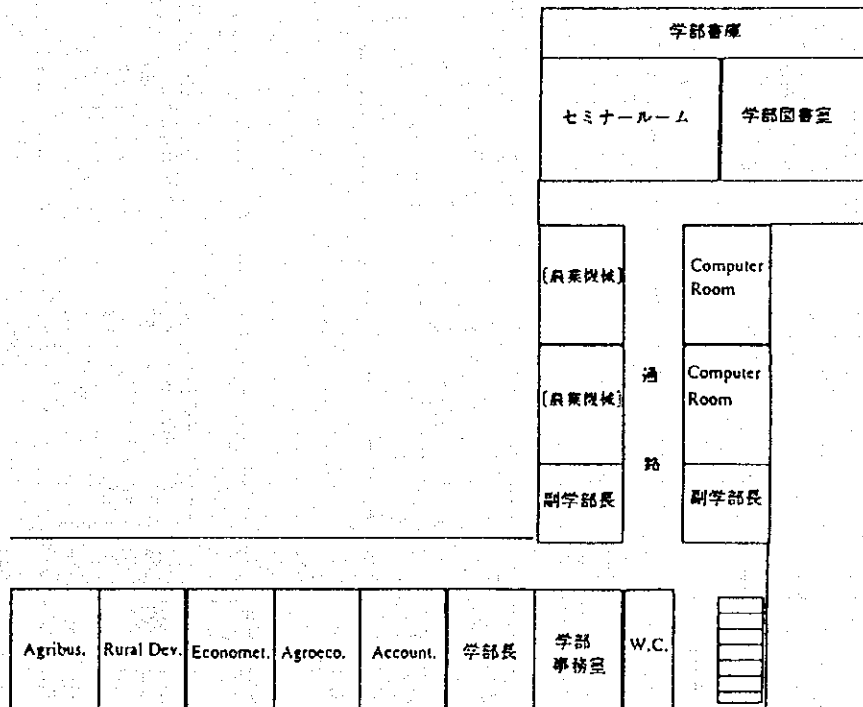 学部書庫
セミナールーム
学部図書室
〔農業機械〕
Computer
Room
〔農業機械〕
通
路
Computer
Room
副学部長
副学部長
Agribus.
Rural Dev.
Economet.
Agroeco.
Account.
学部長
学部
事務室
W.C.